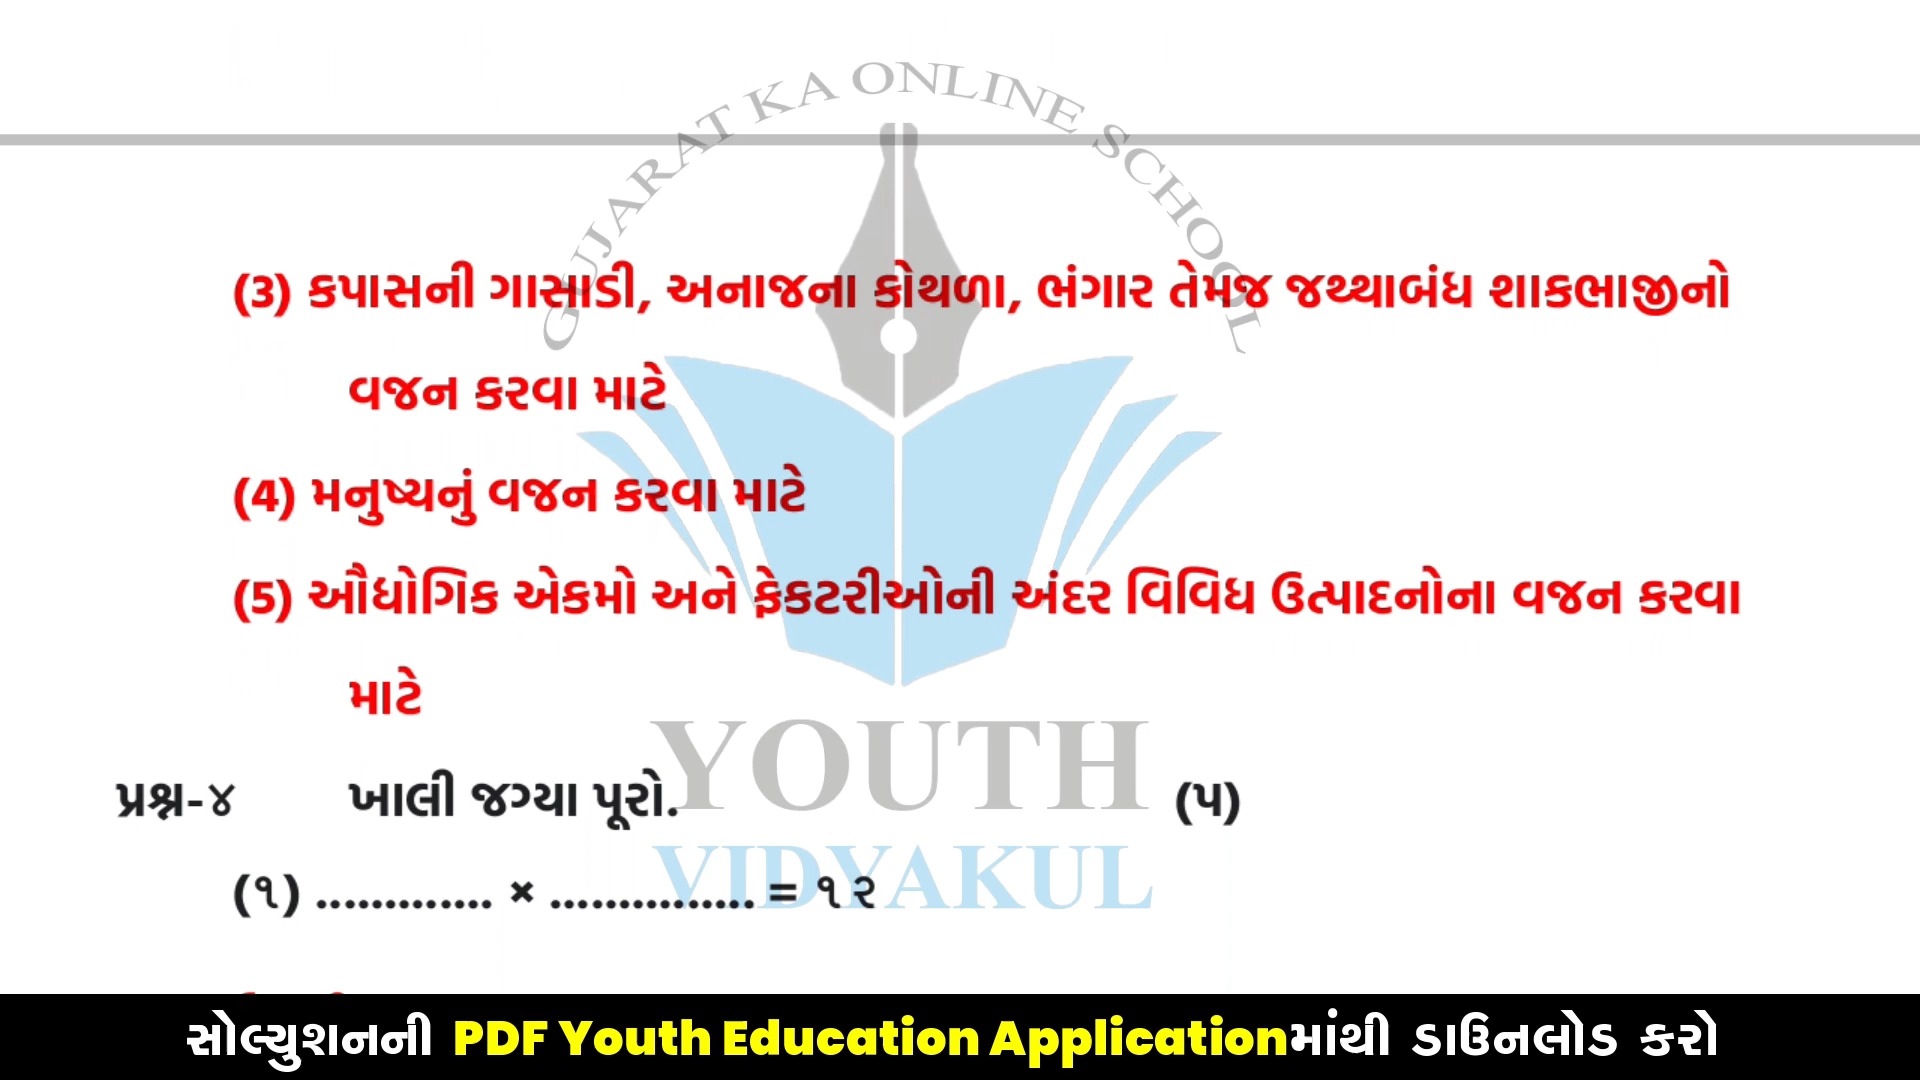 GUJARAT KA ONLINE SCHOOL
(3) કપાસની ગાસાડી, અનાજના કોથળા, ભંગાર તેમજ જથ્થાબંધ શાકભાજીનો
વજન કરવા માટે
(4) મનુષ્યનું વજન કરવા માટે
(5) ઔદ્યોગિક એકમો અને ફેકટરીઓની અંદર વિવિધ ઉત્પાદનોના વજન કરવા
માટે
YOUTH
પ્રશ્ન-૪ ખાલી જગ્યા પૂરો. (૫)
VIDYAKUL
(૧) ............. × ............... = ૧૨
સોલ્યુશનની PDF Youth Education Applicationમાંથી ડાઉનલોડ કરો